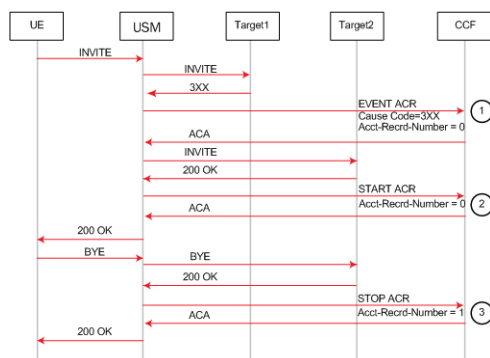 UE
USM
Target1
Target2
CCF
INVITE
INVITE
3XX
EVENT ACR
Cause Code=3XX
Acct-Recrd-Number = 0
1
ACA
INVITE
200 OK
START ACR
Acct-Recrd-Number = 0
2
ACA
200 OK
BYE
BYE
200 OK
STOP ACR
Acct-Recrd-Number = 1
3
ACA
200 OK